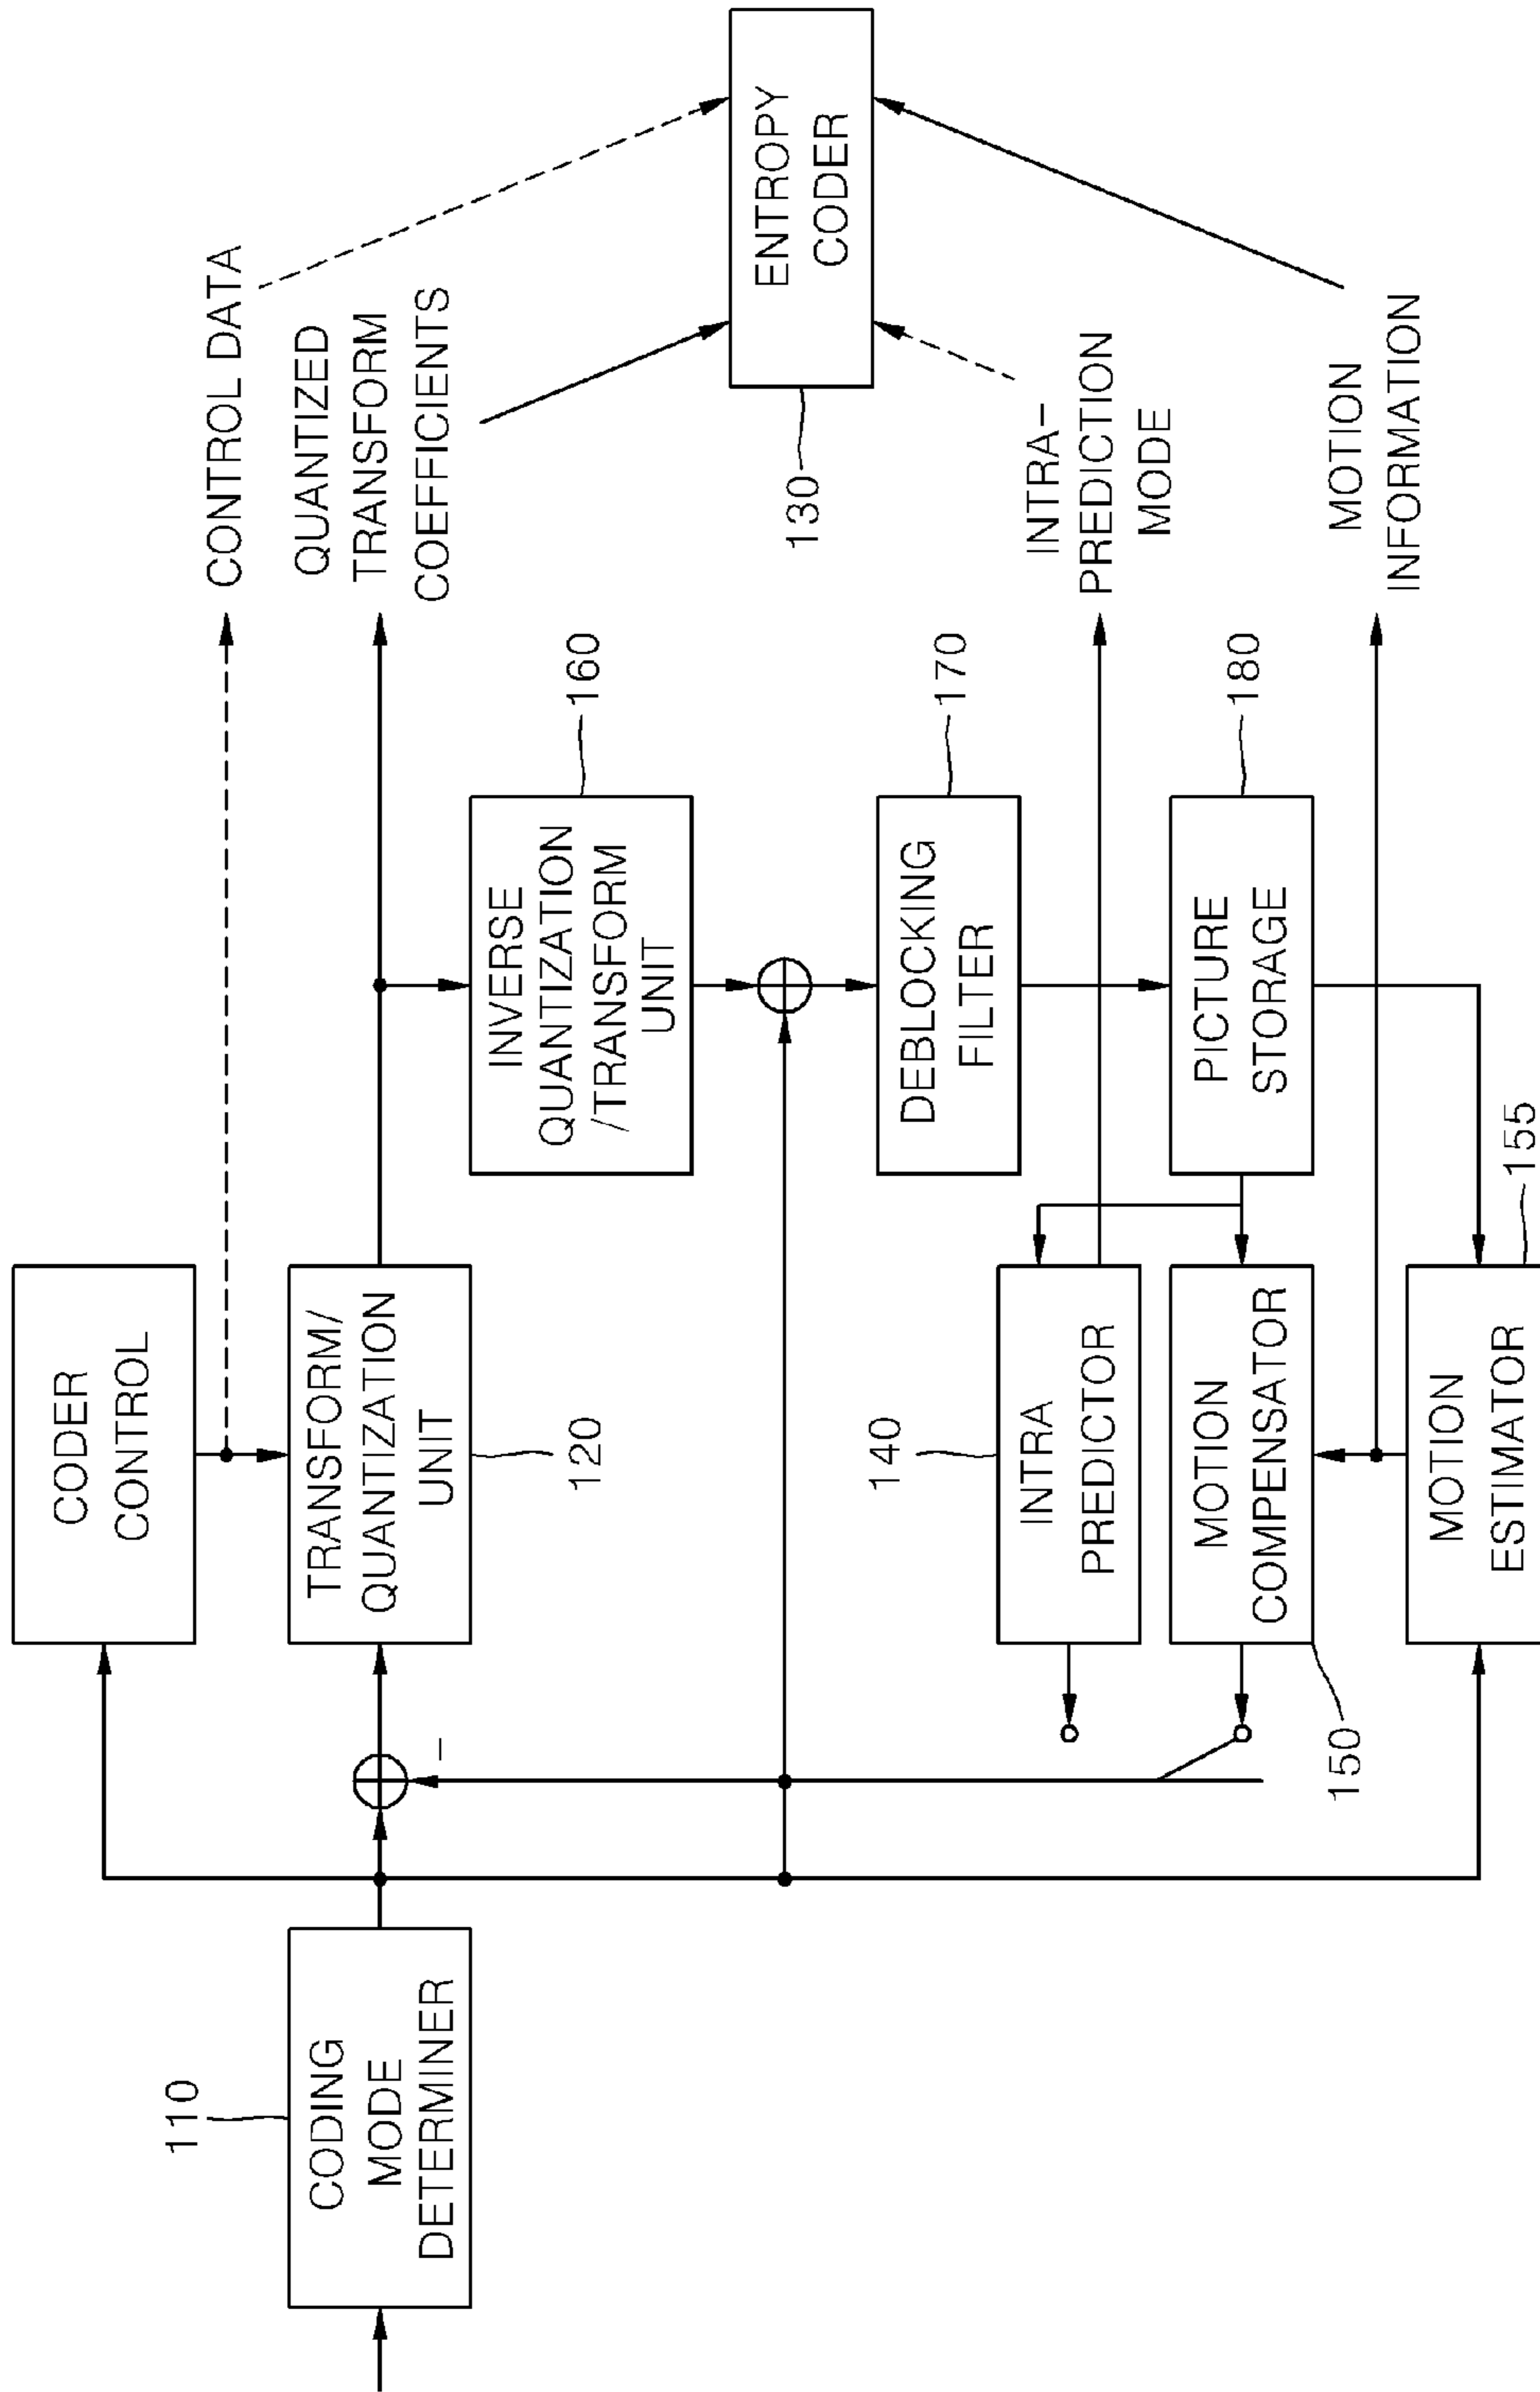 110
CODING
MODE
DETERMINER
CODER
CONTROL
TRANSFORM/
QUANTIZATION
UNIT
120
CONTROL DATA
QUANTIZED
TRANSFORM
COEFFICIENTS
INVERSE
QUANTIZATION
/TRANSFORM
UNIT
160
-
DEBLOCKING
FILTER
170
140
INTRA
PREDICTOR
MOTION
COMPENSATOR
150
PICTURE
STORAGE
180
MOTION
ESTIMATOR
155
ENTROPY
CODER
130
INTRA-
PREDICTION
MODE
MOTION
INFORMATION